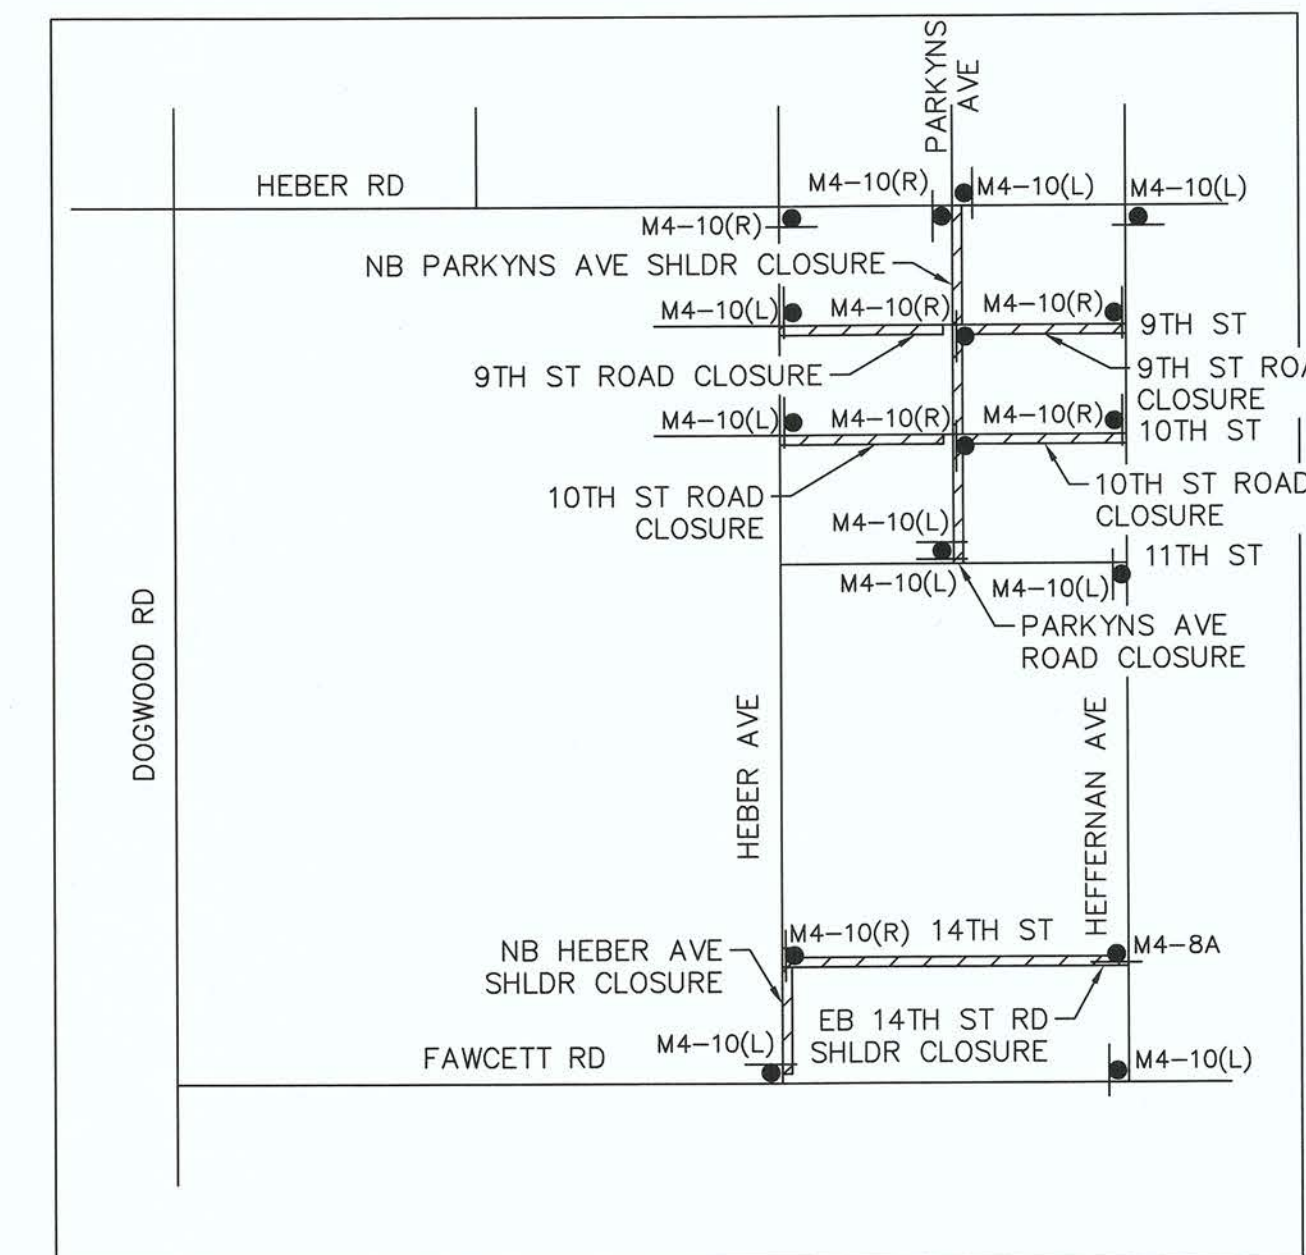 PARKYNS
AVE
HEBER RD
M4-10(R)
M4-10(L)
M4-10(L)
M4-10(R)
NB PARKYNS AVE SHLDR CLOSURE
M4-10(L)
M4-10(R)
M4-10(R)
9TH ST
9TH ST ROAD CLOSURE
9TH ST ROA
CLOSURE
M4-10(L)
M4-10(R)
M4-10(R)
10TH ST
10TH ST ROAD
CLOSURE
10TH ST ROAD
CLOSURE
M4-10(L)
11TH ST
M4-10(L)
M4-10(L)
PARKYNS AVE
ROAD CLOSURE
DOGWOOD RD
HEBER AVE
HEFFERNAN AVE
M4-10(R)
14TH ST
M4-8A
NB HEBER AVE
SHLDR CLOSURE
EB 14TH ST RD
SHLDR CLOSURE
FAWCETT RD
M4-10(L)
M4-10(L)